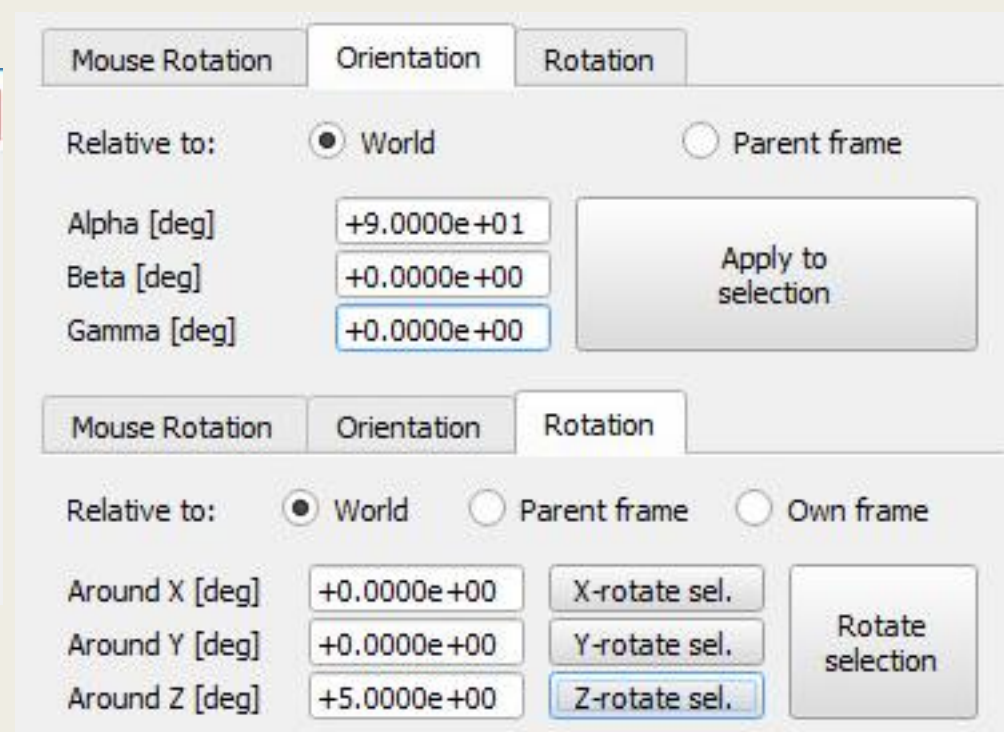 Mouse Rotation Orientation Rotation
Relative to: World Parent frame
Alpha [deg] +9.0000e+01
Beta [deg] +0.0000e+00
Gamma [deg] +0.0000e+00
Apply to
selection
Mouse Rotation Orientation Rotation
Relative to: World Parent frame Own frame
Around X [deg] +0.0000e+00 X-rotate sel.
Around Y [deg] +0.0000e+00 Y-rotate sel.
Around Z [deg] +5.0000e+00 Z-rotate sel.
Rotate
selection